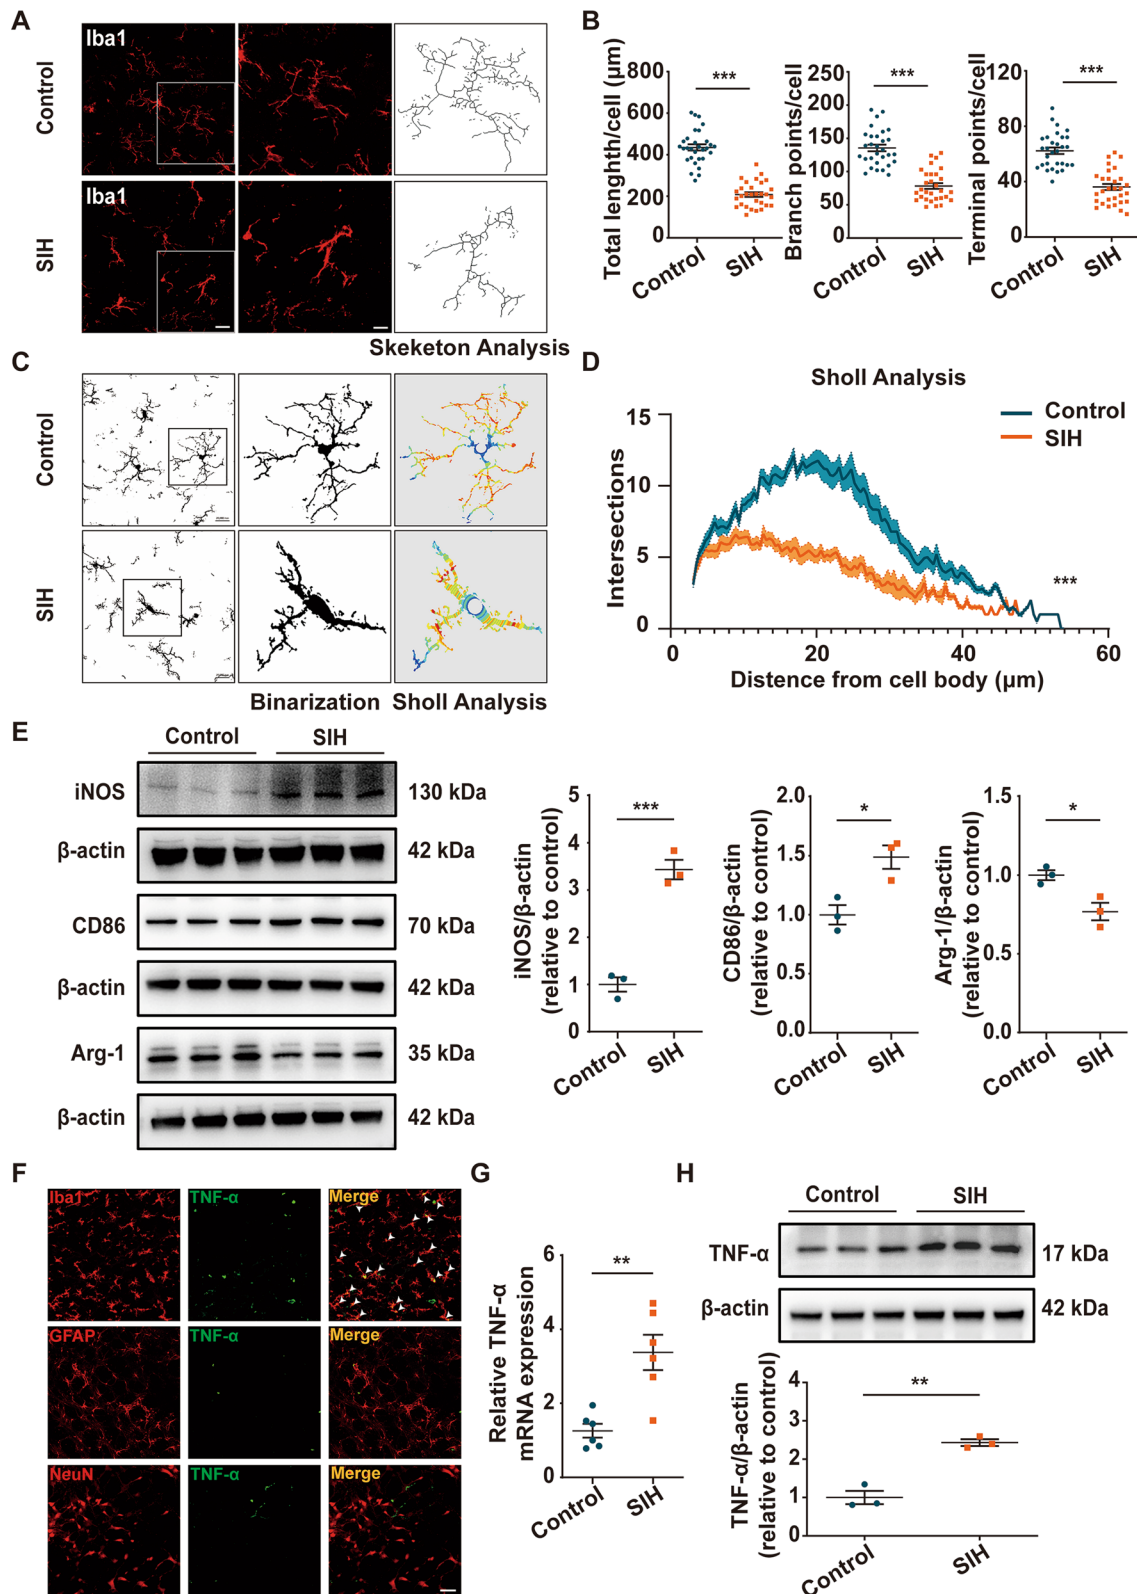 A
Iba1
Control
Iba1
SIH
Skeketon Analysis
B
Total lenghth/cell (μm)
800
600
400
200
0
***
Control
SIH
Branch points/cell
250
200
150
100
50
0
***
Control
SIH
Terminal points/cell
120
80
40
0
***
Control
SIH
C
Control
SIH
Binarization
Sholl Analysis
D
Sholl Analysis
Control
SIH
Intersections
15
10
5
0
***
0
20
40
60
Distence from cell body (μm)
E
Control
SIH
iNOS
130 kDa
β-actin
42 kDa
CD86
70 kDa
β-actin
42 kDa
Arg-1
35 kDa
β-actin
42 kDa
iNOS/β-actin
(relative to control)
5
4
3
2
1
0
***
Control
SIH
CD86/β-actin
(relative to control)
2.0
1.5
1.0
0.5
0.0
*
Control
SIH
Arg-1/β-actin
(relative to control)
1.5
1.0
0.5
0.0
*
Control
SIH
F
Iba1
TNF-α
Merge
GFAP
TNF-α
Merge
NeuN
TNF-α
Merge
G
Relative TNF-α
mRNA expression
6
4
2
0
**
Control
SIH
H
Control
SIH
TNF-α
17 kDa
β-actin
42 kDa
TNF-α/β-actin
(relative to control)
4
3
2
1
0
**
Control
SIH